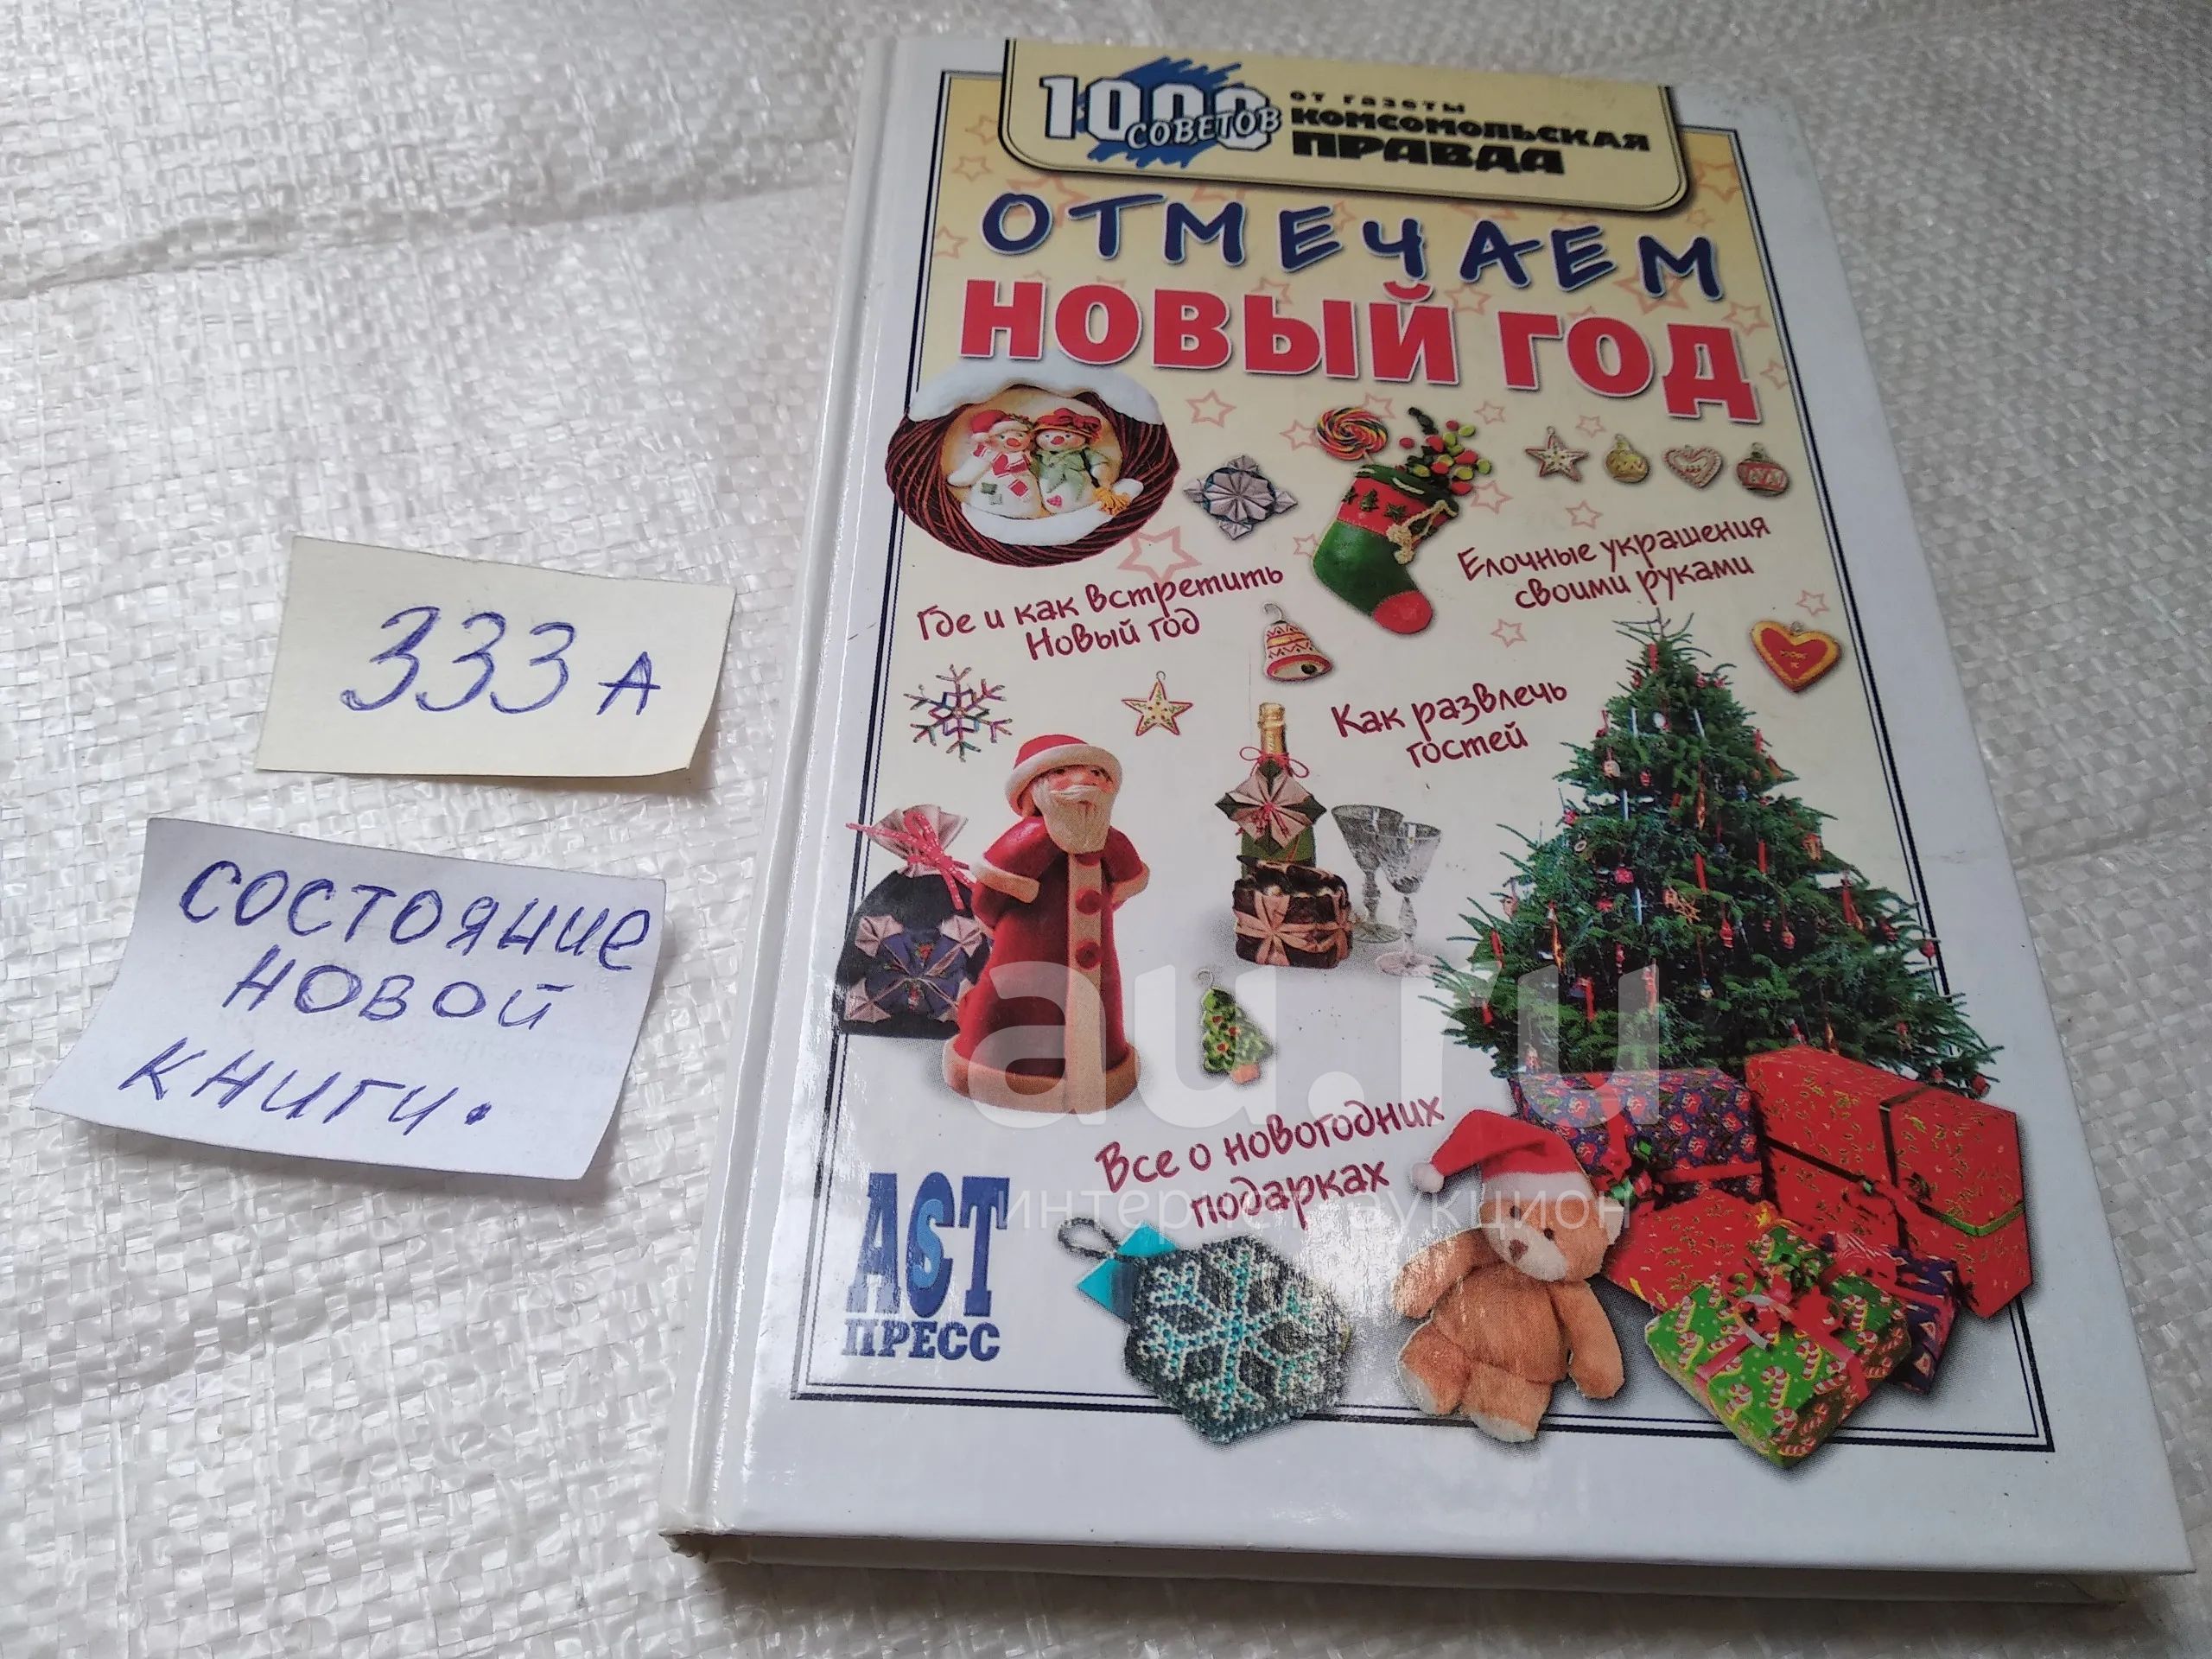 1000
СОВЕТОВ
от газеты
КОМСОМОЛЬСКАЯ
ПРАВДА
ОТМЕЧАЕМ
НОВЫЙ ГОД
Елочные украшения
своими руками
Где и как встретить
Новый год
Как развлечь
гостей
333 А
СОСТОЯНИЕ
НОВОЙ
КНИГИ.
au.ru
Все о новогодних
подарках
интернет аукцион
АСТ
ПРЕСС